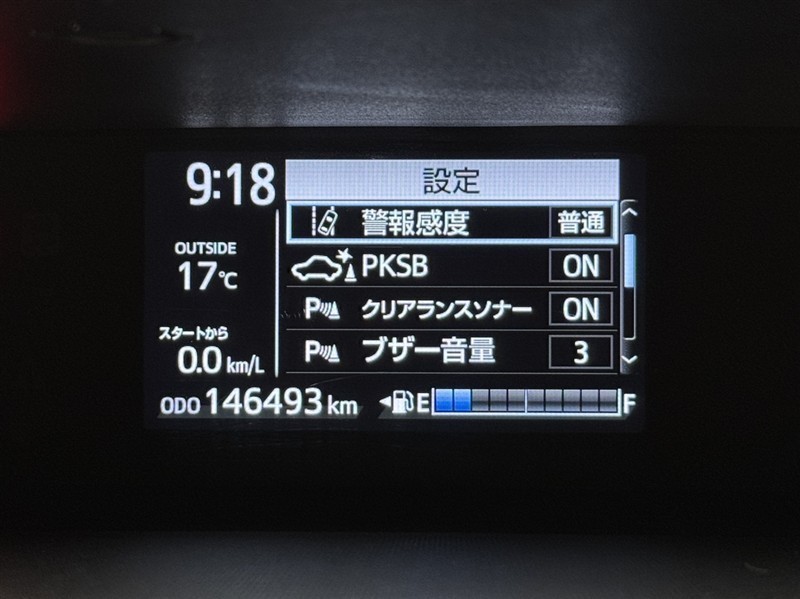 9:18
設定
警報感度 普通
OUTSIDE
17℃
PKSB ON
P クリアランスソナー ON
スタートから
0.0 km/L
P ブザー音量 3
ODO 146493 km
E F